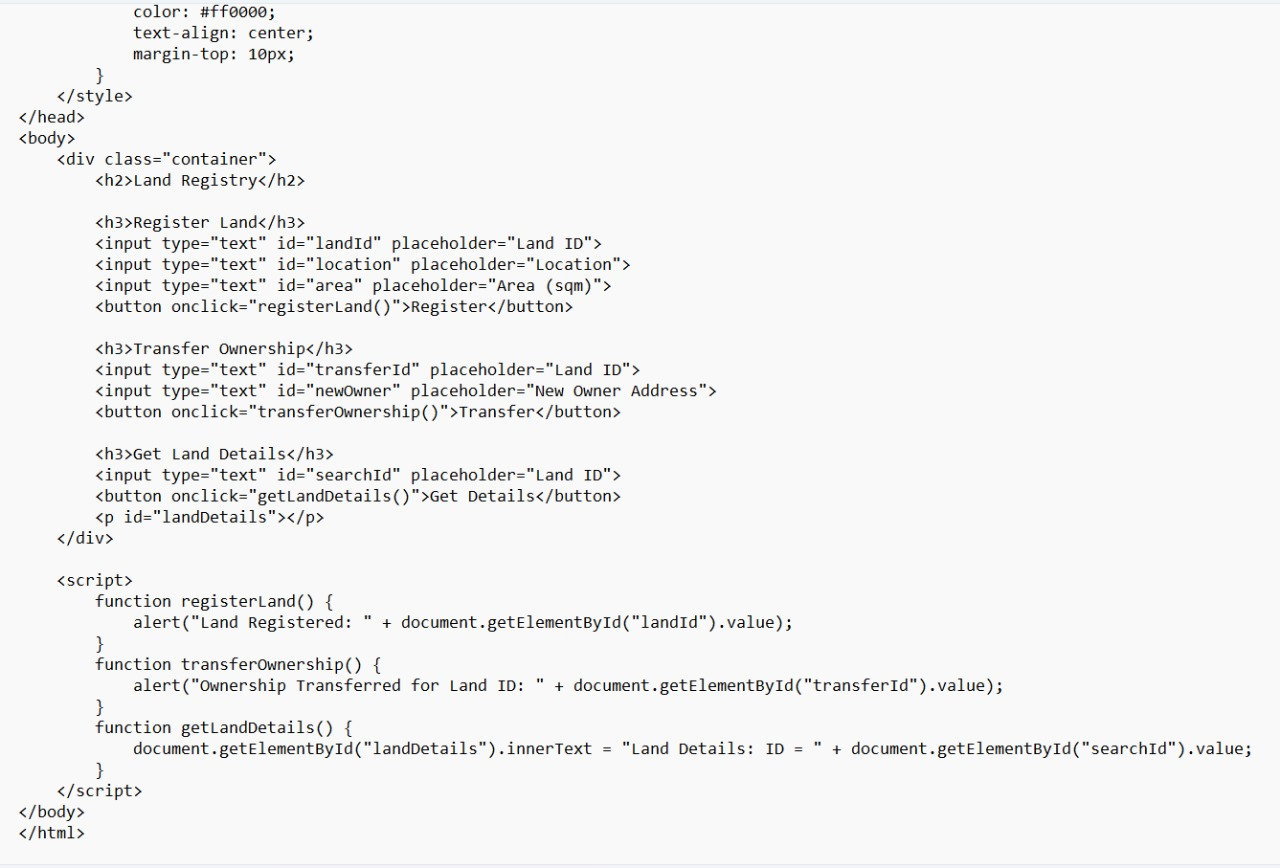 color: #ff0000;
            text-align: center;
            margin-top: 10px;
        }
    </style>
</head>
<body>
    <div class="container">
        <h2>Land Registry</h2>

        <h3>Register Land</h3>
        <input type="text" id="landId" placeholder="Land ID">
        <input type="text" id="location" placeholder="Location">
        <input type="text" id="area" placeholder="Area (sqm)">
        <button onclick="registerLand()">Register</button>

        <h3>Transfer Ownership</h3>
        <input type="text" id="transferId" placeholder="Land ID">
        <input type="text" id="newOwner" placeholder="New Owner Address">
        <button onclick="transferOwnership()">Transfer</button>

        <h3>Get Land Details</h3>
        <input type="text" id="searchId" placeholder="Land ID">
        <button onclick="getLandDetails()">Get Details</button>
        <p id="landDetails"></p>
    </div>

    <script>
        function registerLand() {
            alert("Land Registered: " + document.getElementById("landId").value);
        }
        function transferOwnership() {
            alert("Ownership Transferred for Land ID: " + document.getElementById("transferId").value);
        }
        function getLandDetails() {
            document.getElementById("landDetails").innerText = "Land Details: ID = " + document.getElementById("searchId").value;
        }
    </script>
</body>
</html>